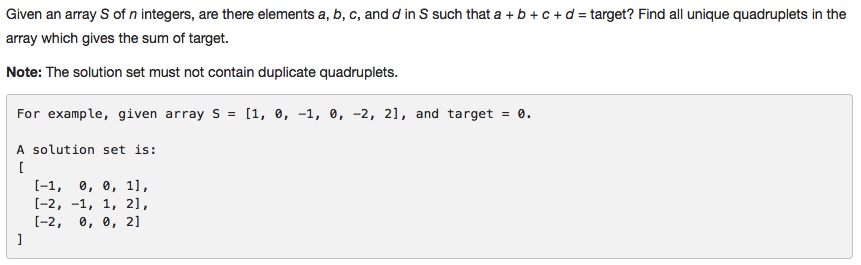 Given an array S of n integers, are there elements a, b, c, and d in S such that a + b + c + d = target? Find all unique quadruplets in the
array which gives the sum of target.
Note: The solution set must not contain duplicate quadruplets.
For example, given array S = [1, 0, -1, 0, -2, 2], and target = 0.
A solution set is:
[
  [-1,  0, 0, 1],
  [-2, -1, 1, 2],
  [-2,  0, 0, 2]
]